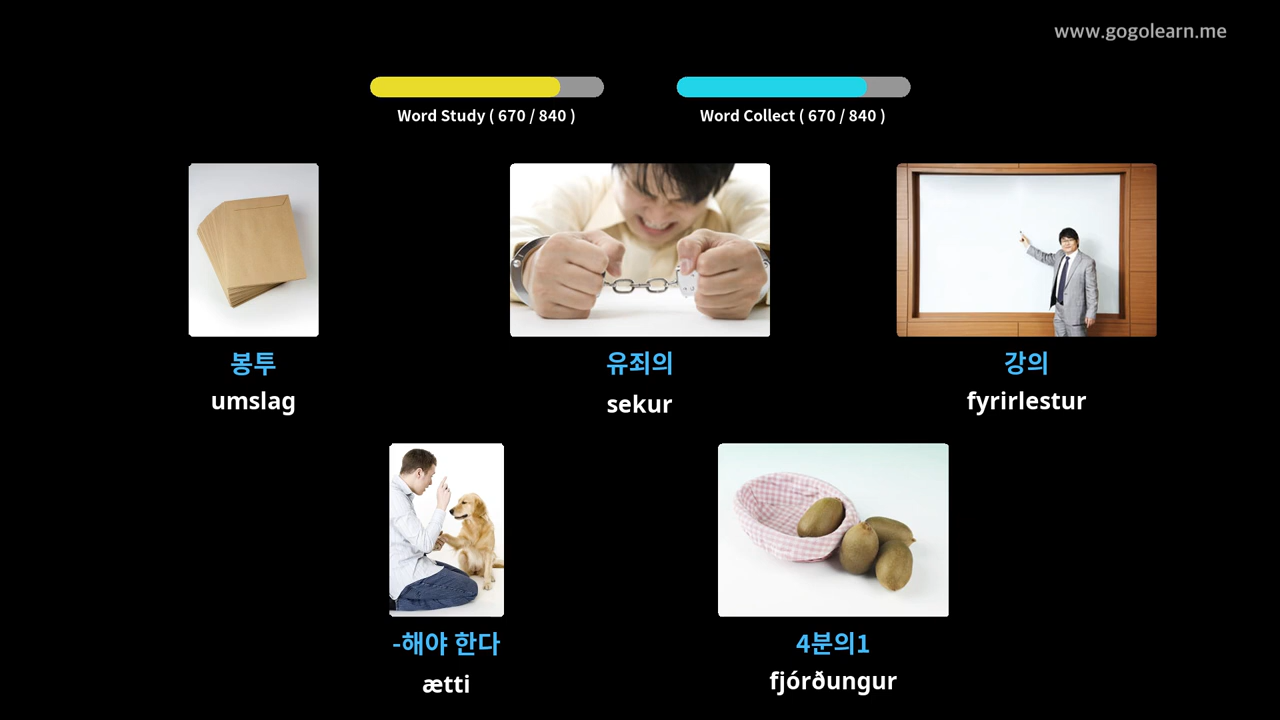 www.gogolearn.me
Word Study ( 670 / 840 )
Word Collect ( 670 / 840 )
봉투
umslag
유죄의
sekur
강의
fyrirlestur
-해야 한다
ætti
4분의1
fjórðungur